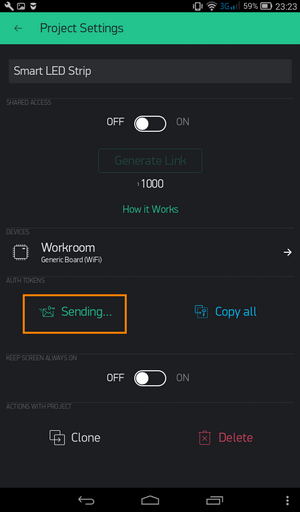 3G 59% 23:23
Project Settings
Smart LED Strip
SHARED ACCESS
OFF ON
Generate Link
1000
How it Works
DEVICES
Workroom
Generic Board (WiFi)
AUTH TOKENS
Sending... Copy all
KEEP SCREEN ALWAYS ON
OFF ON
ACTIONS WITH PROJECT
Clone Delete